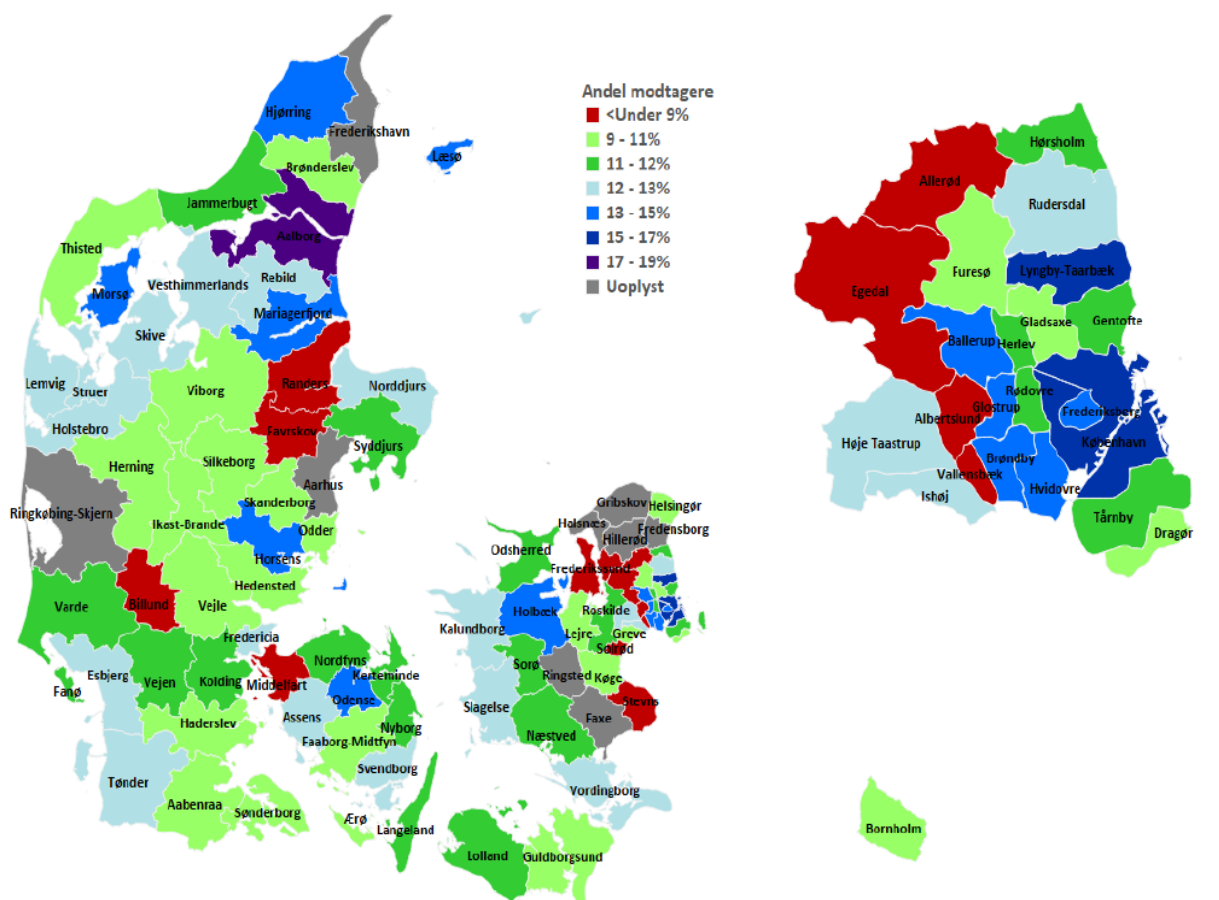 Andel modtagere
<Under 9%
9 - 11%
11 - 12%
12 - 13%
13 - 15%
15 - 17%
17 - 19%
Uoplyst
Hjørring
Frederikshavn
Læsø
Brønderslev
Jammerbugt
Aalborg
Thisted
Rebild
Vesthimmerlands
Morsø
Mariagerfjord
Skive
Lemvig
Struer
Viborg
Randers
Norddjurs
Holstebro
Favrskov
Syddjurs
Herning
Silkeborg
Aarhus
Skanderborg
Ringkøbing-Skjern
Ikast-Brande
Odder
Horsens
Hedensted
Varde
Billund
Vejle
Fredericia
Esbjerg
Fanø
Vejen
Kolding
Middelfart
Nordfyns
Kerteminde
Odense
Assens
Nyborg
Haderslev
Faaborg-Midtfyn
Svendborg
Tønder
Aabenraa
Sønderborg
Ærø
Langeland
Gribskov
Helsingør
Halsnæs
Fredensborg
Hillerød
Odsherred
Frederikssund
Holbæk
Roskilde
Kalundborg
Lejre
Greve
Solrød
Sorø
Ringsted
Køge
Stevns
Slagelse
Faxe
Næstved
Vordingborg
Lolland
Guldborgsund
Hørsholm
Allerød
Rudersdal
Furesø
Lyngby-Taarbæk
Egedal
Gladsaxe
Gentofte
Ballerup
Herlev
Rødovre
Glostrup
Frederiksberg
Albertslund
København
Høje Taastrup
Brøndby
Vallensbæk
Hvidovre
Ishøj
Tårnby
Dragør
Bornholm